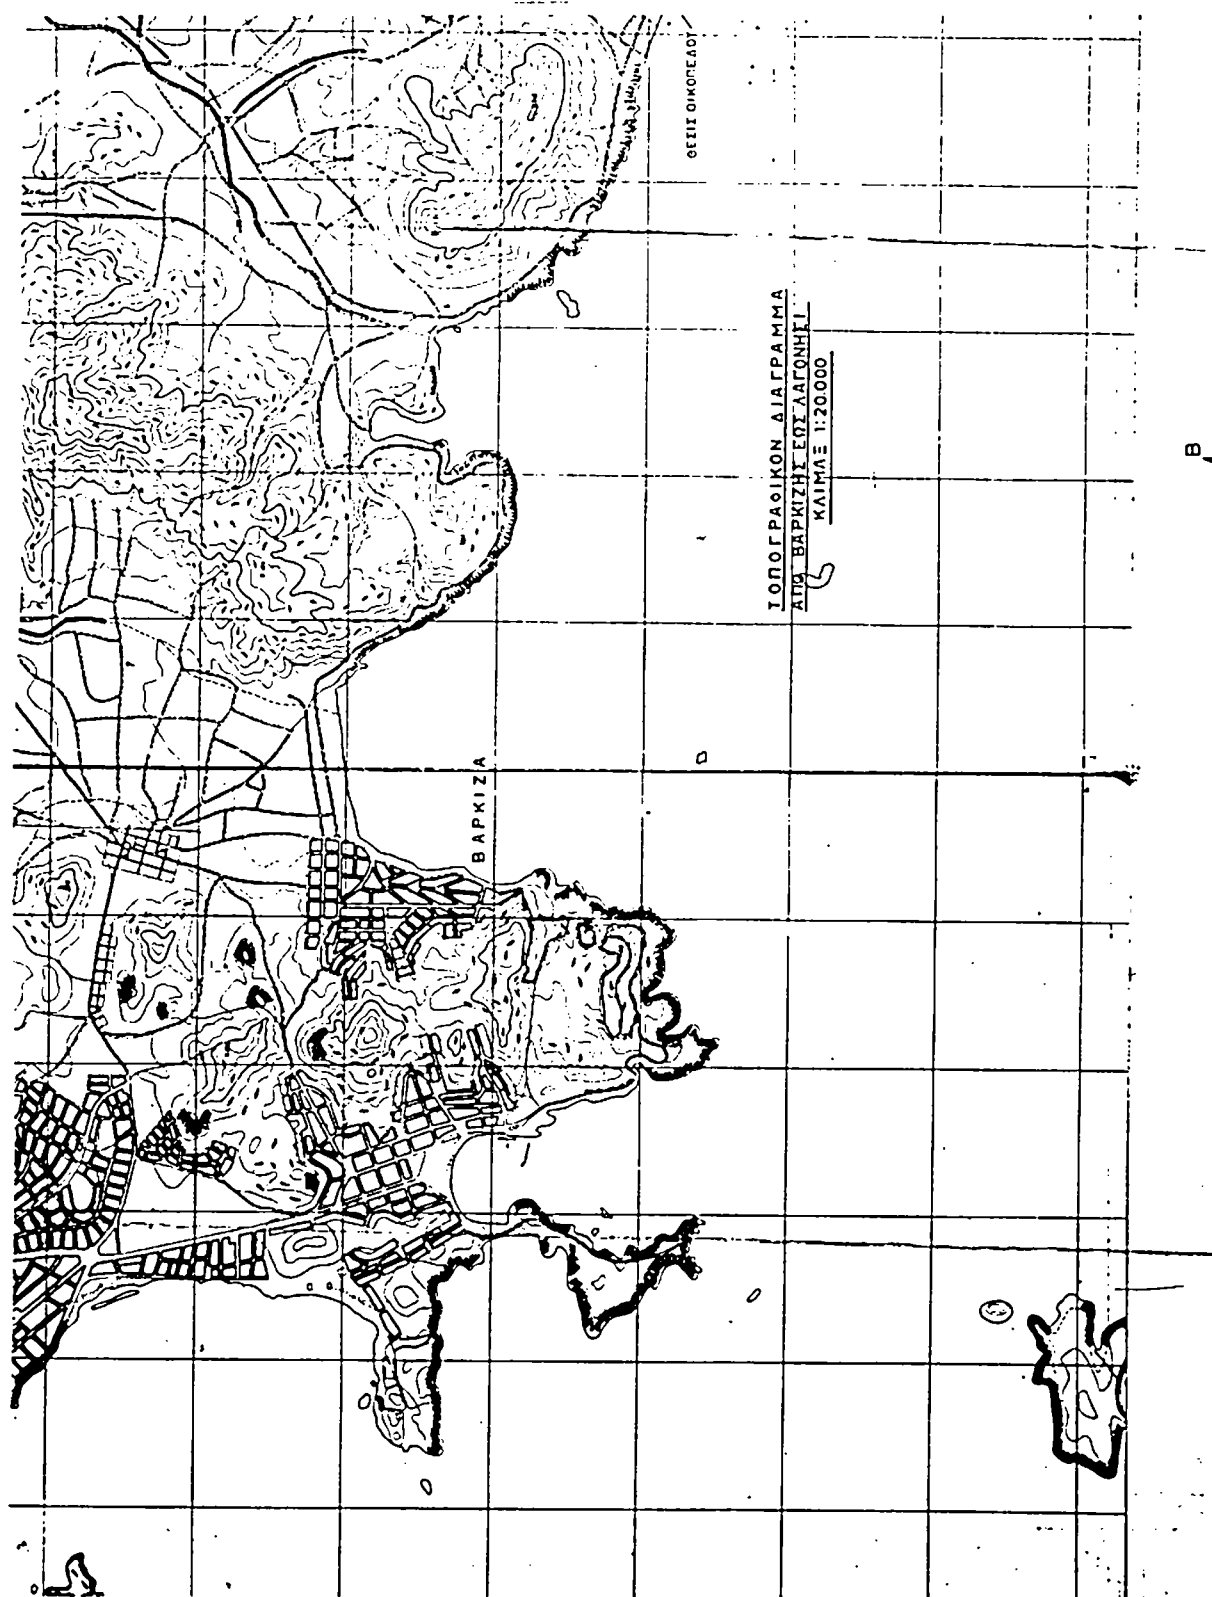 ΘΕΣΙΣ ΟΙΚΟΠΕΔΟΥ
ΤΟΠΟΓΡΑΦΙΚΟΝ ΔΙΑΓΡΑΜΜΑ
ΑΠΟ ΒΑΡΚΙΖΗΣ ΕΩΣ ΛΑΓΟΝΗΣΙ
ΚΛΙΜΑΞ 1:20.000
ΒΑΡΚΙΖΑ
Β